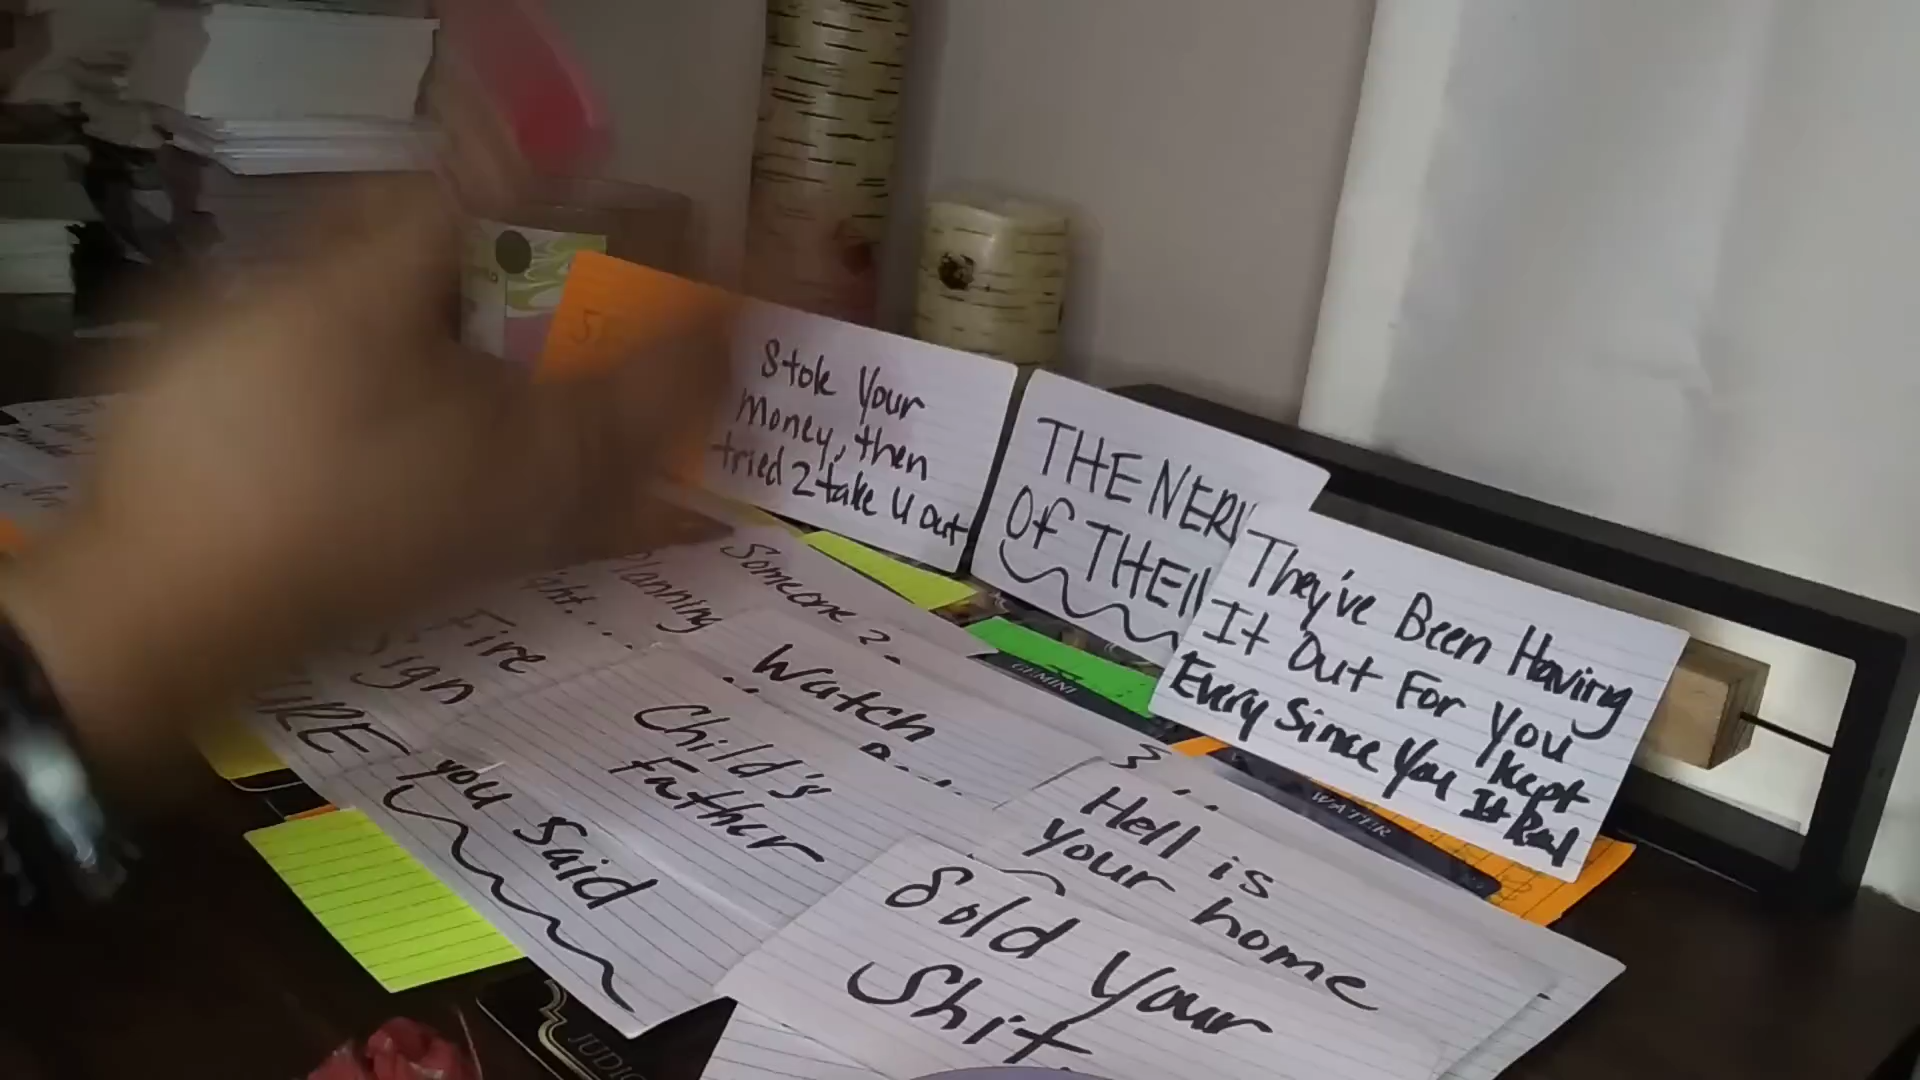 Stole Your
money, then
tried 2 take U out
THE NER
OF THEI
They've Been Having
It Out For You
Every Since You Kept
It Real
Someone 2..
Planning
GEMINI
WATER
Fire
Sign
Watch
Child's
Father
you Said
Hell is
your home
Sold Your
Shit